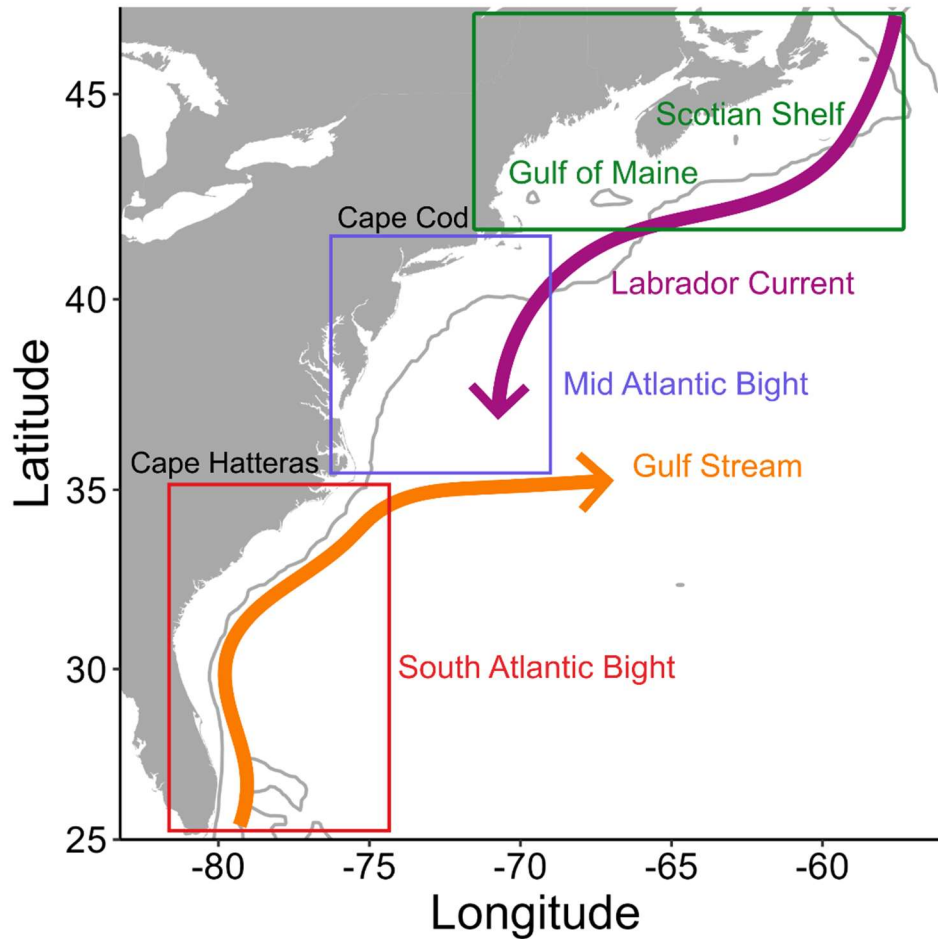 45
Scotian Shelf
Gulf of Maine
Cape Cod
Labrador Current
40
Mid Atlantic Bight
Latitude
Cape Hatteras
Gulf Stream
35
South Atlantic Bight
30
25
-80 -75 -70 -65 -60
Longitude